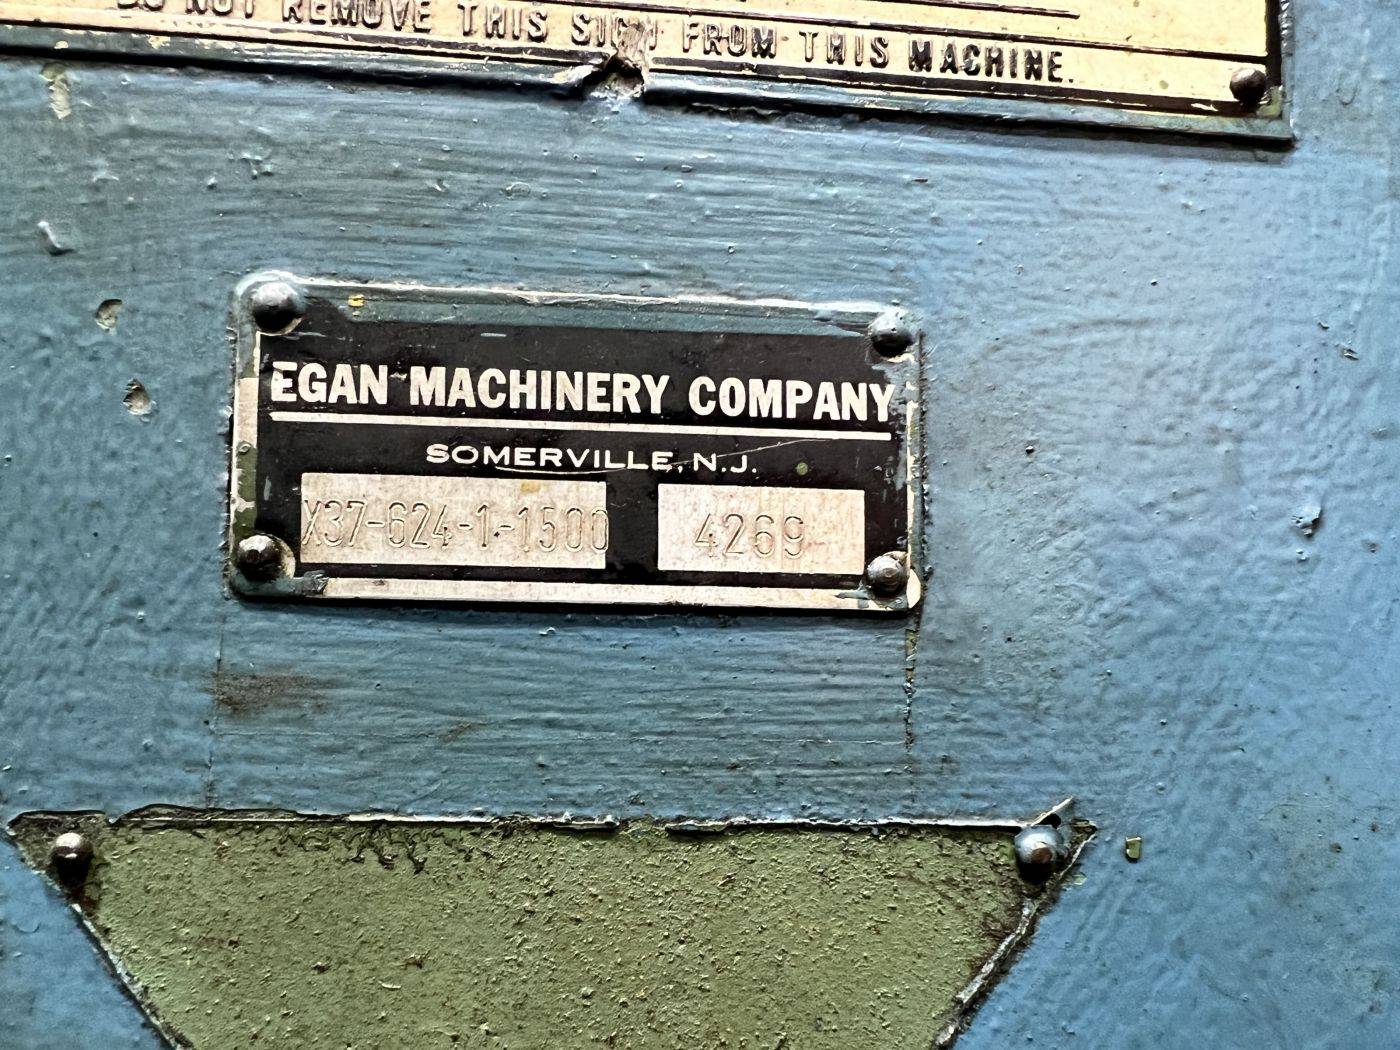 DO NOT REMOVE THIS SIGN FROM THIS MACHINE.
EGAN MACHINERY COMPANY
SOMERVILLE, N.J.
X37-624-1-1500 4269